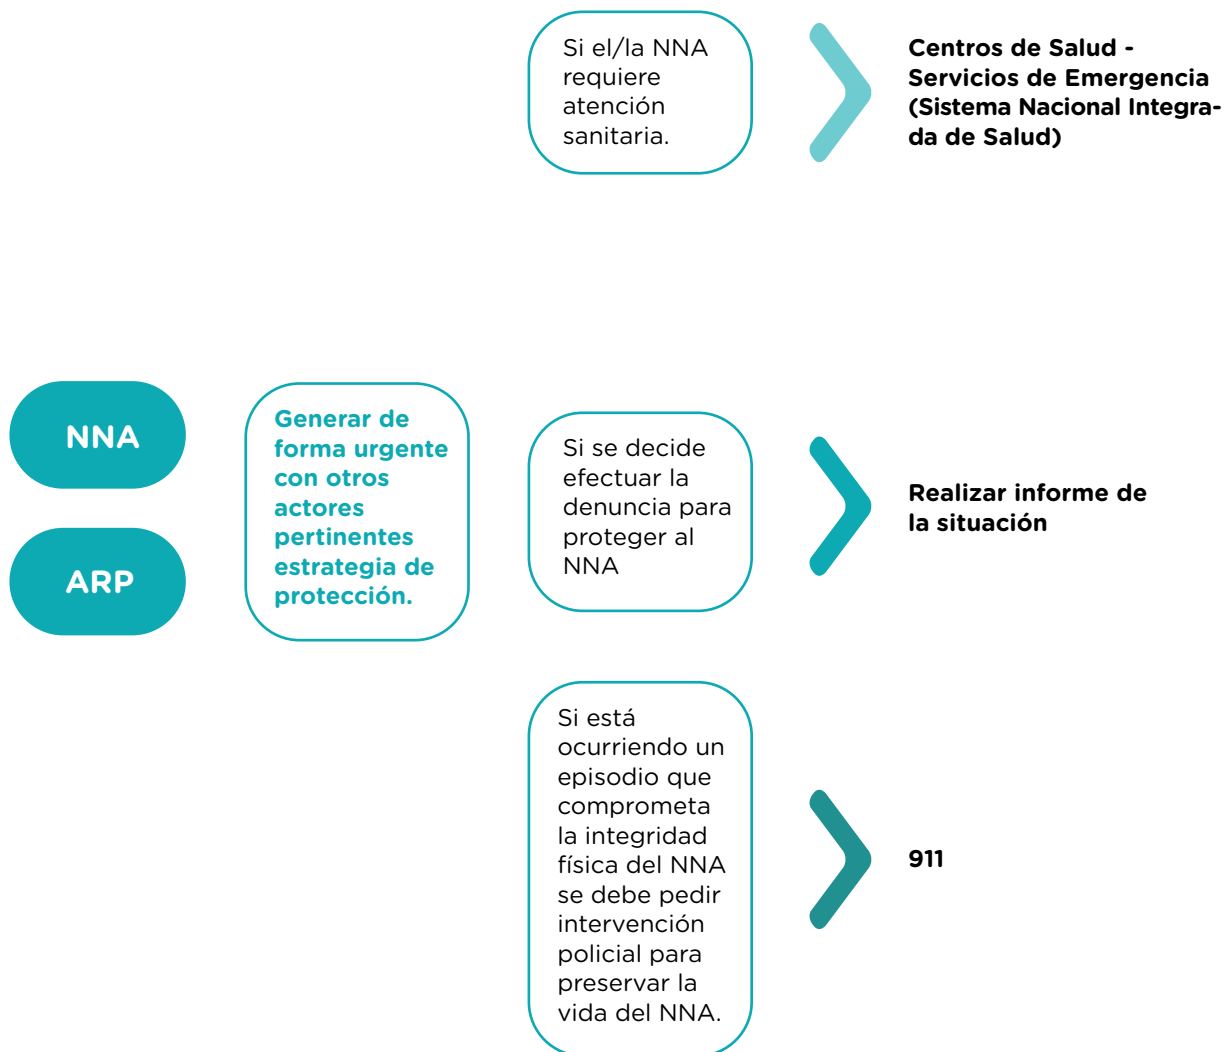 Si el/la NNA
requiere
atención
sanitaria.
Centros de Salud -
Servicios de Emergencia
(Sistema Nacional Integra-
da de Salud)
NNA
ARP
Generar de
forma urgente
con otros
actores
pertinentes
estrategia de
protección.
Si se decide
efectuar la
denuncia para
proteger al
NNA
Realizar informe de
la situación
Si está
ocurriendo un
episodio que
comprometa
la integridad
física del NNA
se debe pedir
intervención
policial para
preservar la
vida del NNA.
911